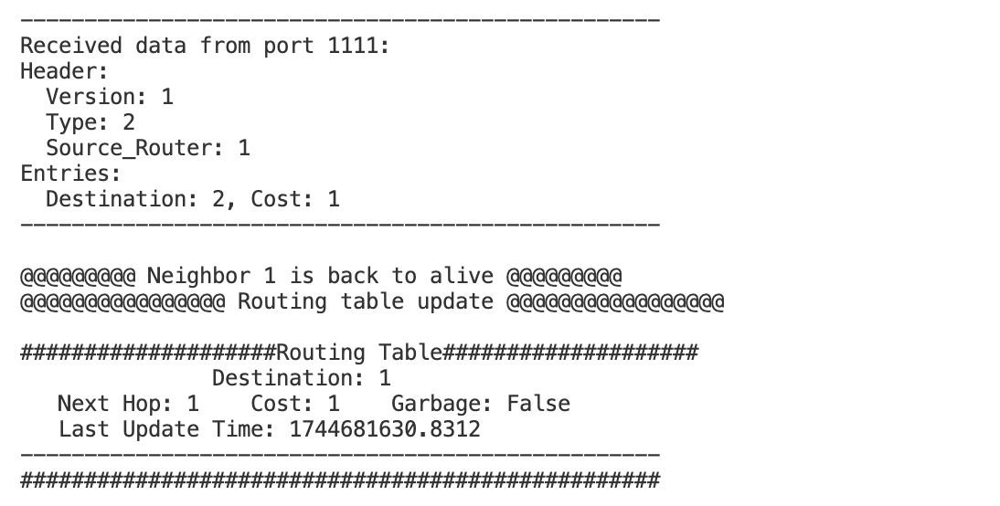 --------------------------------------------------
Received data from port 1111:
Header:
  Version: 1
  Type: 2
  Source_Router: 1
Entries:
  Destination: 2, Cost: 1
--------------------------------------------------

@@@@@@@@@ Neighbor 1 is back to alive @@@@@@@@@
@@@@@@@@@@@@@@@@ Routing table update @@@@@@@@@@@@@@@@@

####################Routing Table####################
               Destination: 1
   Next Hop: 1    Cost: 1    Garbage: False
   Last Update Time: 1744681630.8312
--------------------------------------------------
##################################################